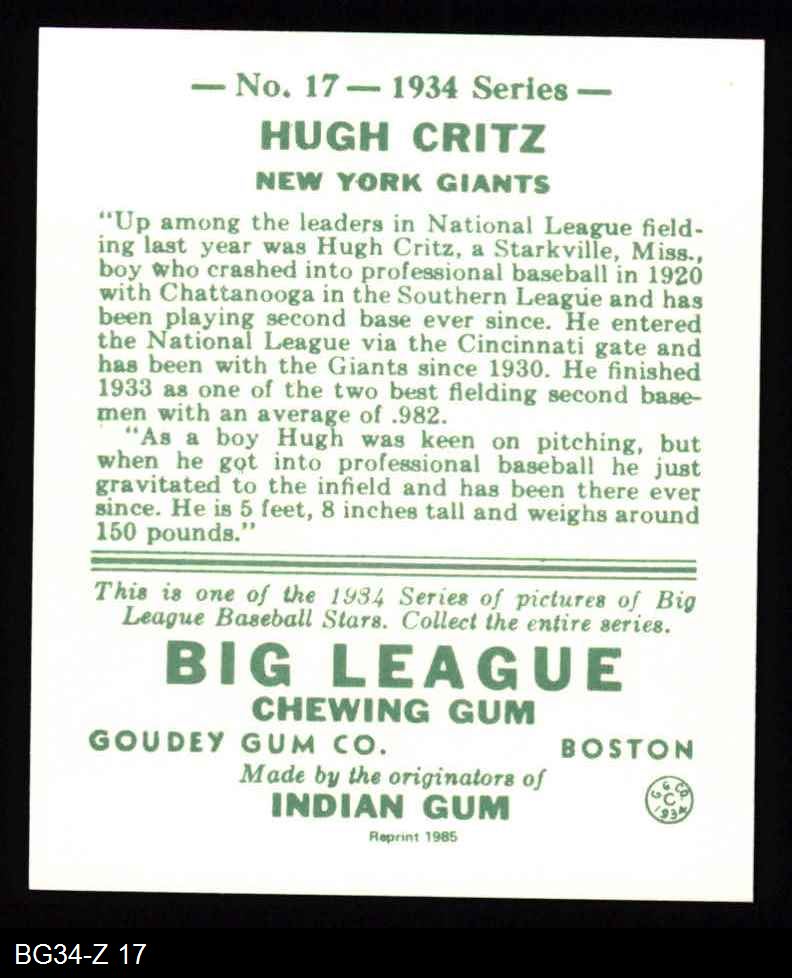 — No. 17 — 1934 Series —
HUGH CRITZ
NEW YORK GIANTS
"Up among the leaders in National League field-
ing last year was Hugh Critz, a Starkville, Miss.,
boy who crashed into professional baseball in 1920
with Chattanooga in the Southern League and has
been playing second base ever since. He entered
the National League via the Cincinnati gate and
has been with the Giants since 1930. He finished
1933 as one of the two best fielding second base-
men with an average of .982.
"As a boy Hugh was keen on pitching, but
when he got into professional baseball he just
gravitated to the infield and has been there ever
since. He is 5 feet, 8 inches tall and weighs around
150 pounds."
This is one of the 1934 Series of pictures of Big
League Baseball Stars. Collect the entire series.
BIG LEAGUE
CHEWING GUM
GOUDEY GUM CO. BOSTON
Made by the originators of
INDIAN GUM
G. G. CO.
C
1934
Reprint 1985
BG34-Z 17